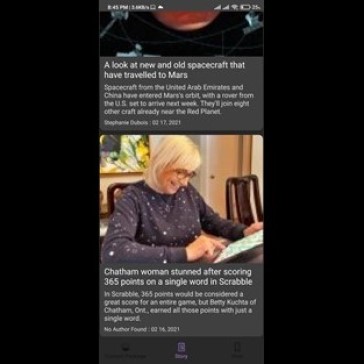 8:45 PM | 3.6KB/s
A look at new and old spacecraft that
have travelled to Mars
Spacecraft from the United Arab Emirates and
China have entered Mars's orbit, with a rover from
the U.S. set to arrive next week. They'll join eight
other craft already near the Red Planet.
Stephanie Dubois : 02 17, 2021
Chatham woman stunned after scoring
365 points on a single word in Scrabble
In Scrabble, 365 points would be considered a
great score for an entire game, but Betty Kuchta of
Chatham, Ont., earned all those points with just a
single word.
No Author Found : 02 16, 2021
Story